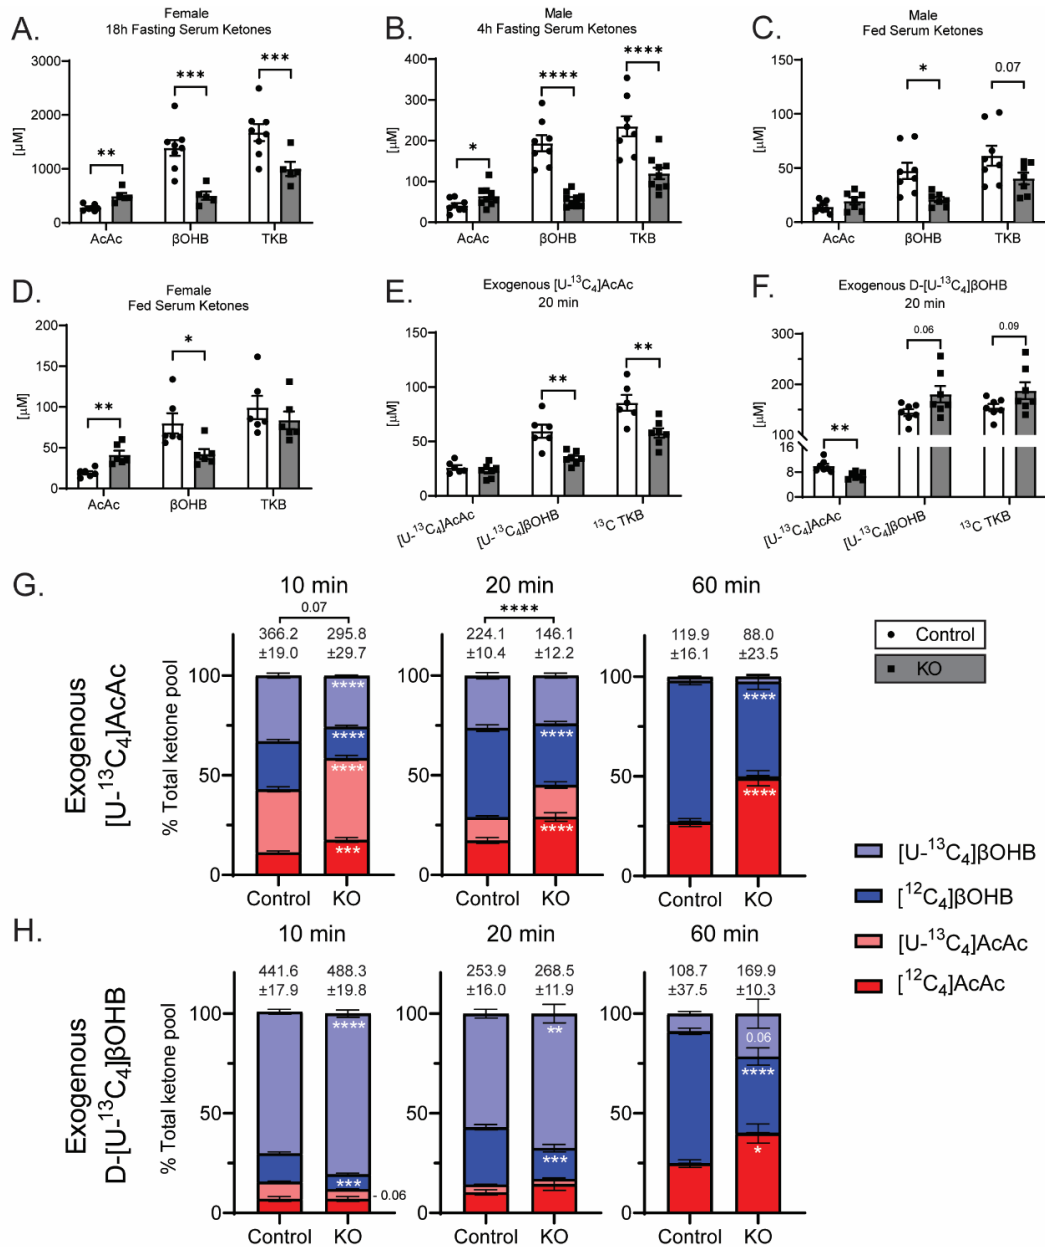 A.
Female
18h Fasting Serum Ketones
[µM]
3000
2000
1000
0
**
***
***
AcAc
βOHB
TKB
B.
Male
4h Fasting Serum Ketones
[µM]
400
300
200
100
0
*
****
****
AcAc
βOHB
TKB
C.
Male
Fed Serum Ketones
[µM]
150
100
50
0
*
0.07
AcAc
βOHB
TKB
D.
Female
Fed Serum Ketones
[µM]
200
150
100
50
0
**
*
AcAc
βOHB
TKB
E.
Exogenous [U-¹³C₄]AcAc
20 min
[µM]
150
100
50
0
**
**
[U-¹³C₄]AcAc
[U-¹³C₄]βOHB
¹³C TKB
F.
Exogenous D-[U-¹³C₄]βOHB
20 min
[µM]
300
200
100
16
8
0
**
0.06
0.09
[U-¹³C₄]AcAc
[U-¹³C₄]βOHB
¹³C TKB
G.
Exogenous
[U-¹³C₄]AcAc
% Total ketone pool
10 min
0.07
366.2 295.8
±19.0 ±29.7
100
50
0
****
****
****
***
Control KO
20 min
****
224.1 146.1
±10.4 ±12.2
100
50
0
****
****
Control KO
60 min
119.9 88.0
±16.1 ±23.5
100
50
0
****
****
Control KO
Control
KO
H.
Exogenous
D-[U-¹³C₄]βOHB
% Total ketone pool
10 min
441.6 488.3
±17.9 ±19.8
100
50
0
****
***
- 0.06
Control KO
20 min
253.9 268.5
±16.0 ±11.9
100
50
0
**
***
Control KO
60 min
108.7 169.9
±37.5 ±10.3
100
50
0
0.06
****
*
Control KO
[U-¹³C₄]βOHB
[¹²C₄]βOHB
[U-¹³C₄]AcAc
[¹²C₄]AcAc